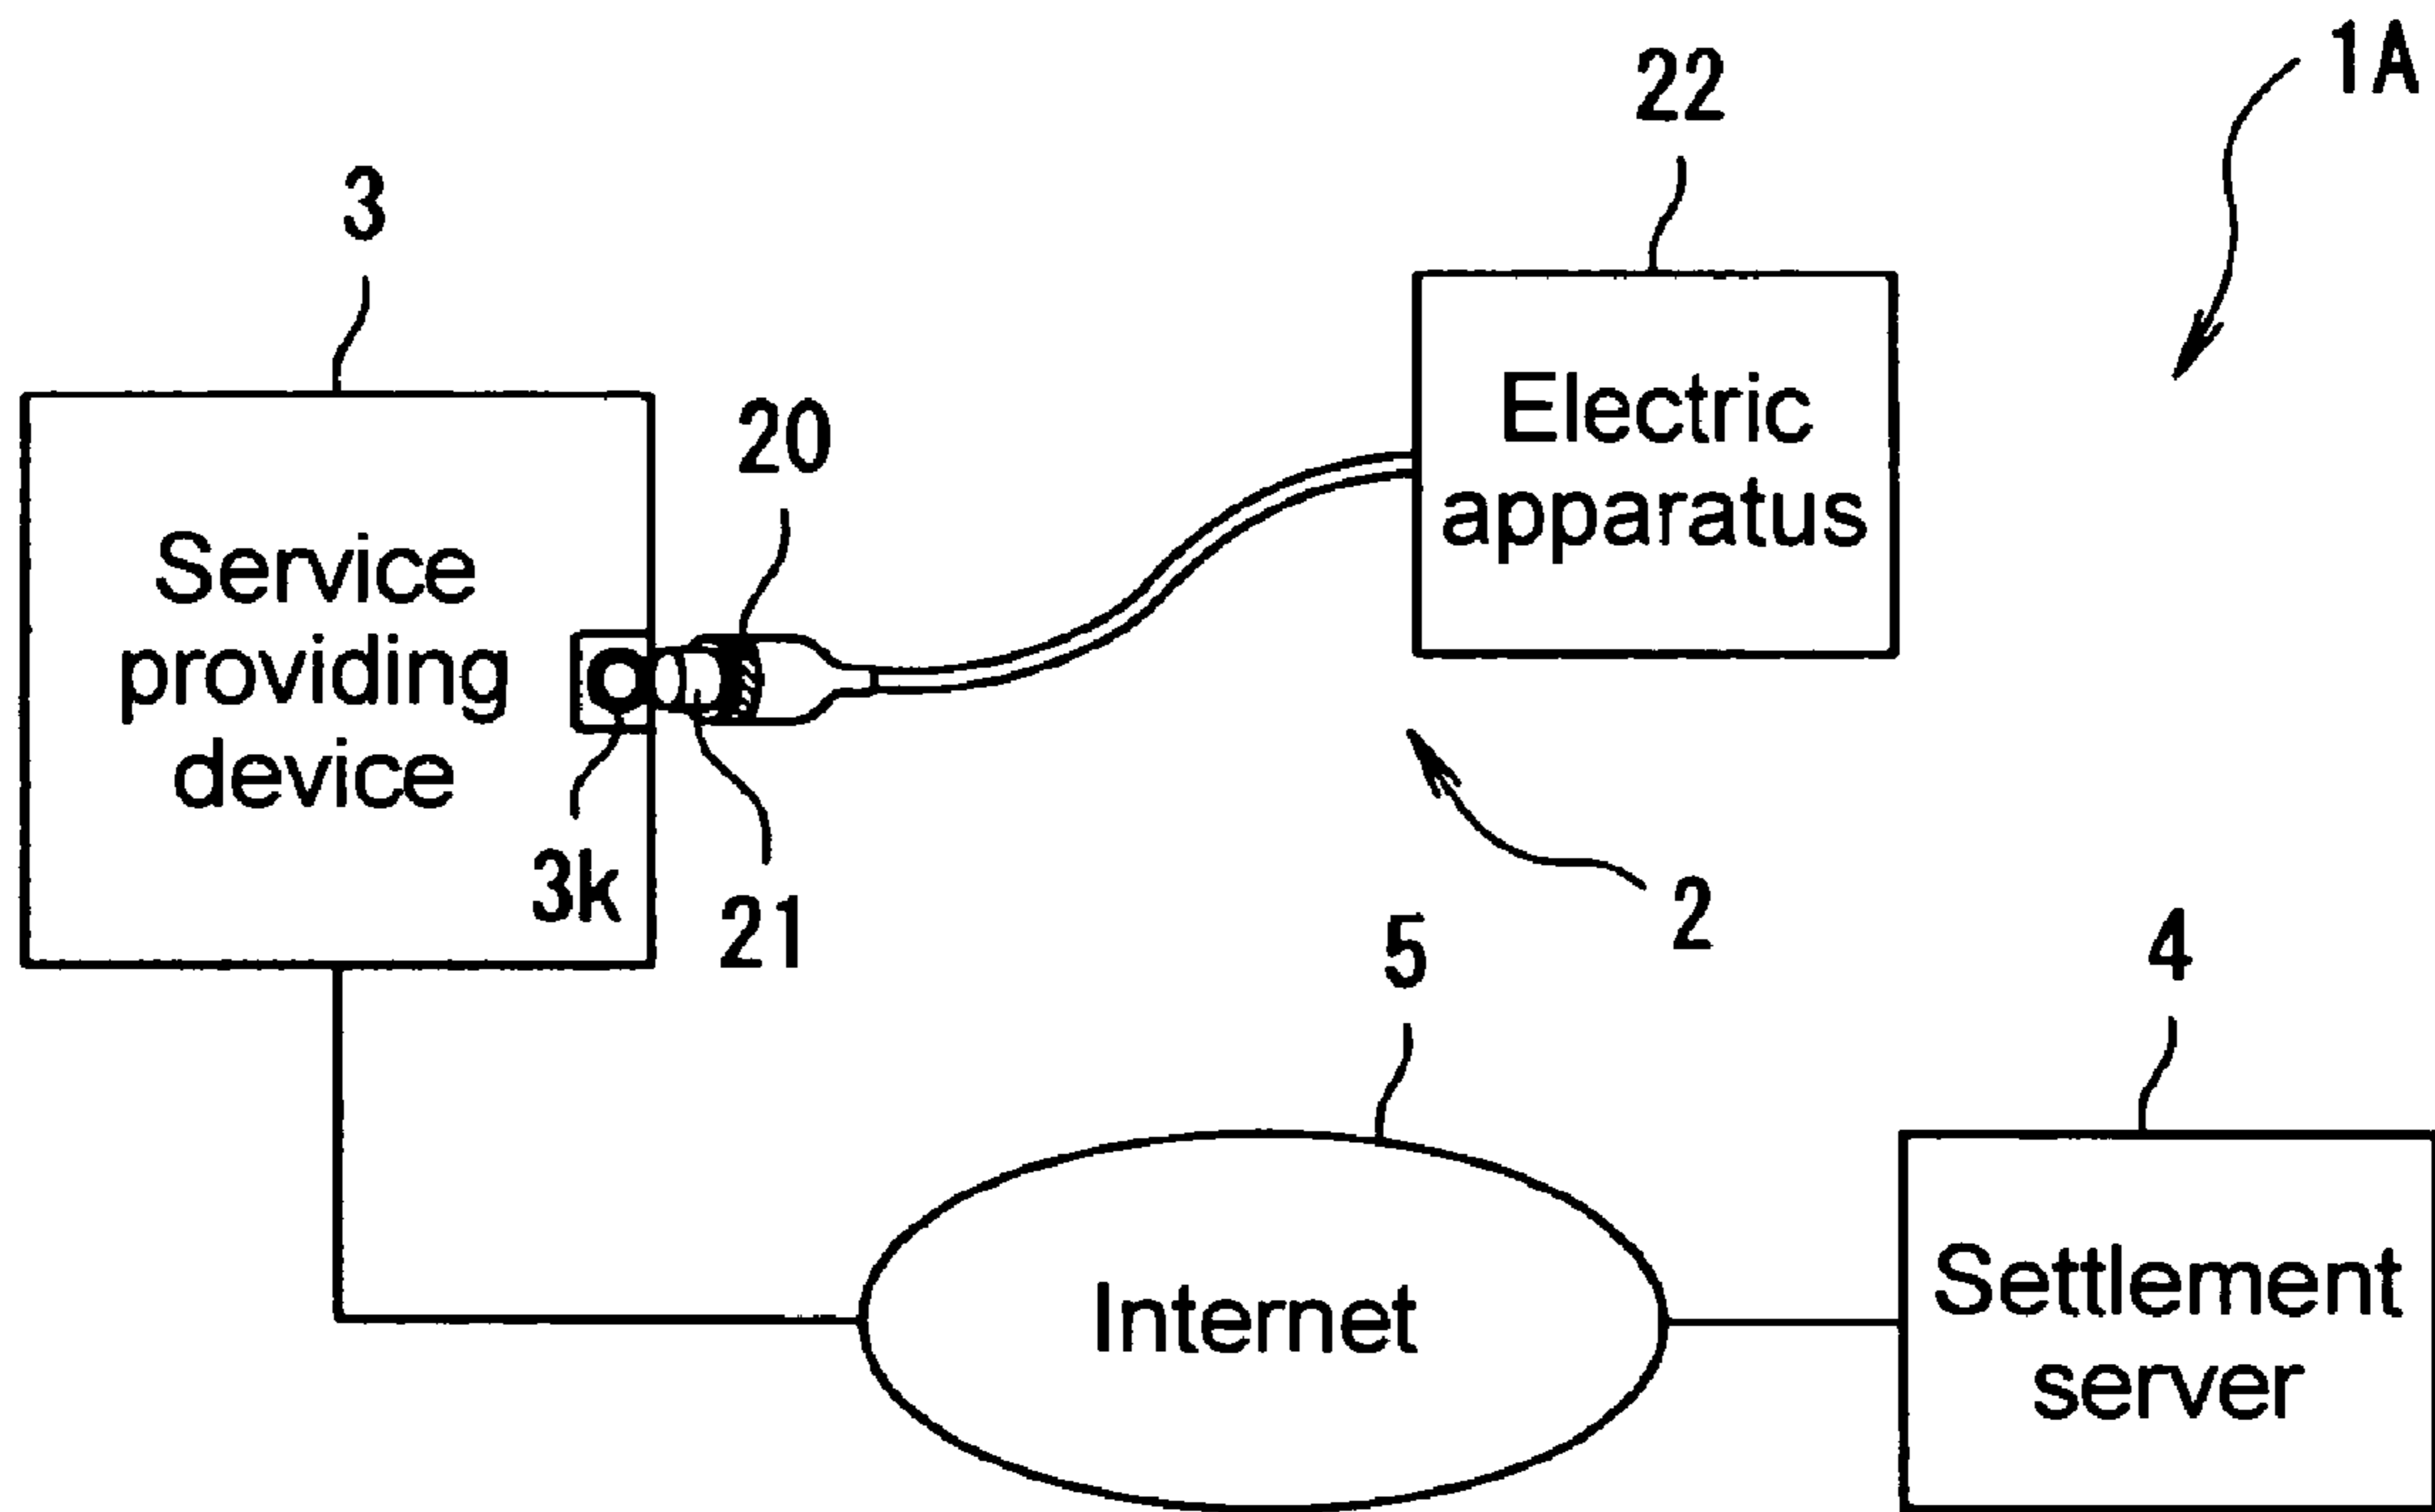 1A
22
3
20
Electric
apparatus
Service
providing
device
3k
21
2
5
4
Internet
Settlement
server